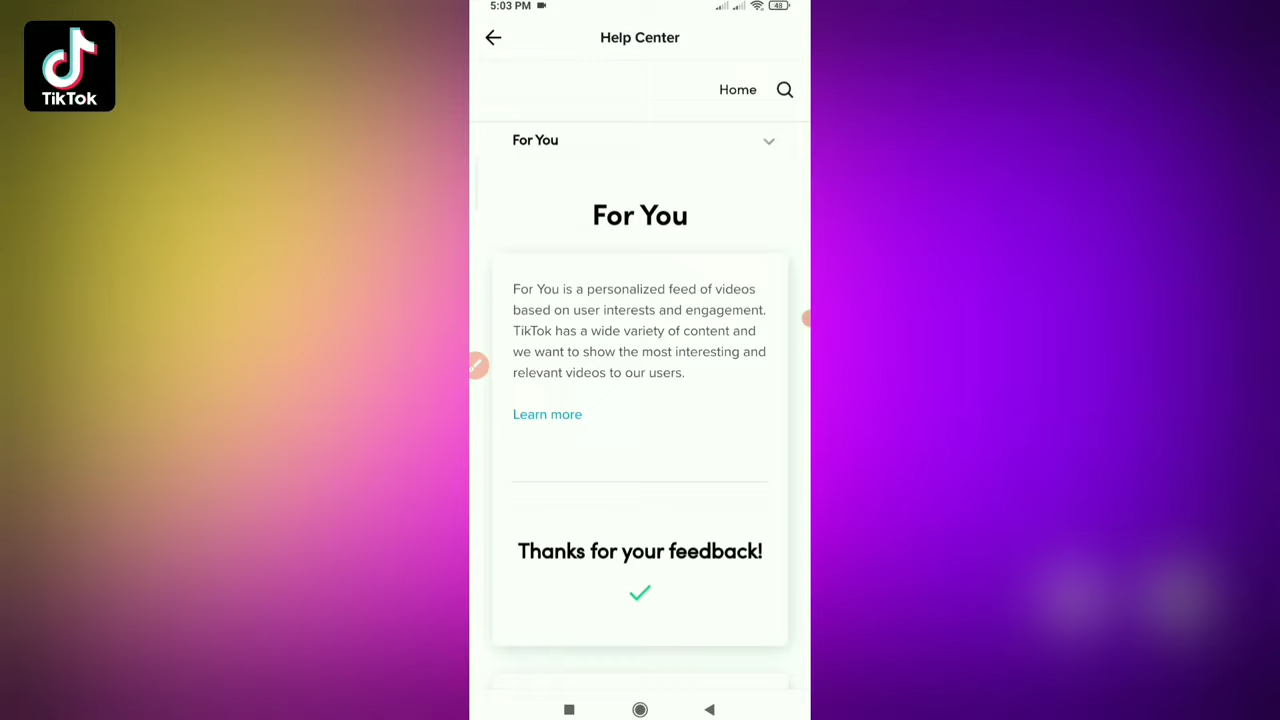 TikTok
5:03 PM
48
Help Center
Home
For You
For You
For You is a personalized feed of videos
based on user interests and engagement.
TikTok has a wide variety of content and
we want to show the most interesting and
relevant videos to our users.
Learn more
Thanks for your feedback!